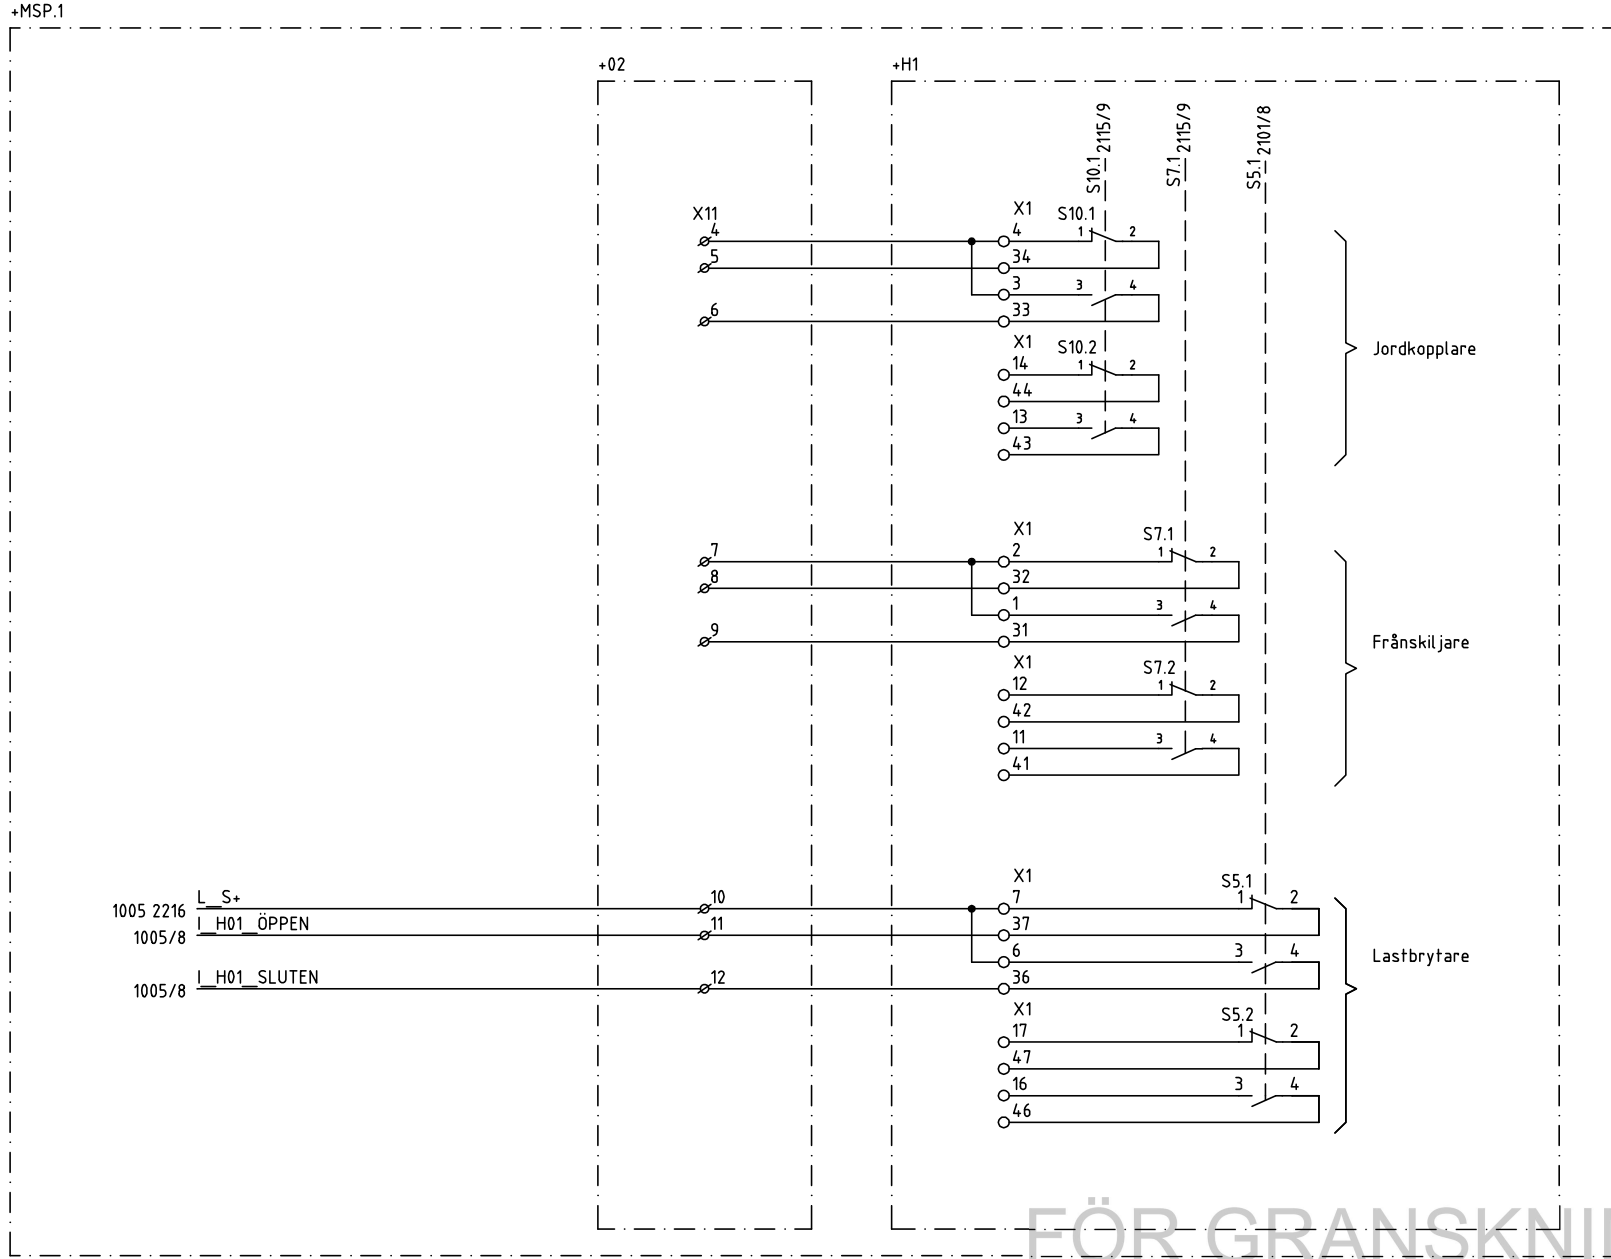 +MSP.1
+02
+H1
S10.1 2115/9
S7.1 2115/9
S5.1 2101/8
X11
X1
S10.1
4
4
1
2
5
34
3
3
4
6
33
X1
S10.2
14
1
2
44
13
3
4
43
Jordkopplare
X1
S7.1
7
2
1
2
8
32
1
3
4
9
31
X1
S7.2
12
1
2
42
11
3
4
41
Frånskiljare
X1
S5.1
1005 2216
L__S+
10
7
1
2
1005/8
I__H01__ÖPPEN
11
37
6
3
4
1005/8
I__H01__SLUTEN
12
36
X1
S5.2
17
1
2
47
16
3
4
46
Lastbrytare
FÖR GRANSKNI